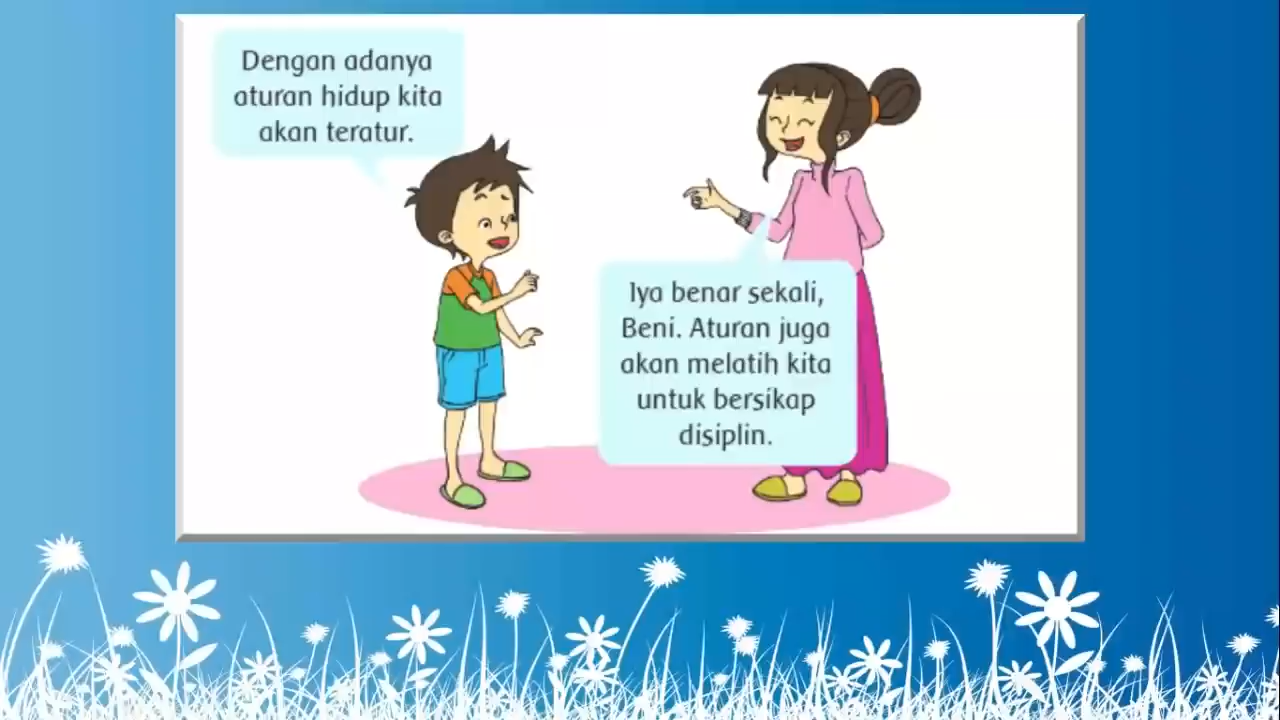 Dengan adanya
aturan hidup kita
akan teratur.
Iya benar sekali,
Beni. Aturan juga
akan melatih kita
untuk bersikap
disiplin.